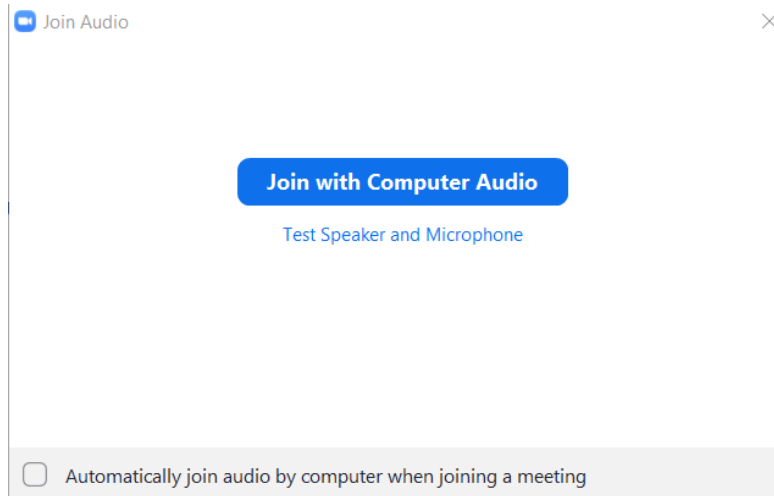 Join Audio
Join with Computer Audio
Test Speaker and Microphone
Automatically join audio by computer when joining a meeting